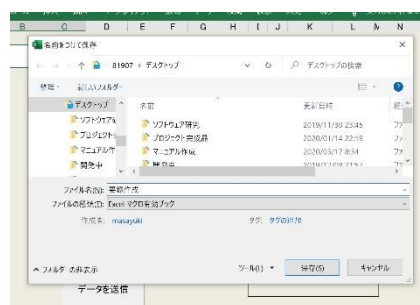 B C D E F G H I J K L M N
名前を付けて保存
81907 › デスクトップ
デスクトップの検索
整理
新しいフォルダー
デスクトップ
名前
更新日時
ソフトウェア研究
2019/11/30 23:45
プロジェクト完成品
2020/01/14 22:19
マニュアル作成
2020/03/17 8:54
開発中
ファイル名(N): 要録作成
ファイルの種類(T): Excel マクロ有効ブック
作成者: masayuki
タグ: タグの追加
フォルダーの非表示
ツール(L)
保存(S)
キャンセル
データを送信